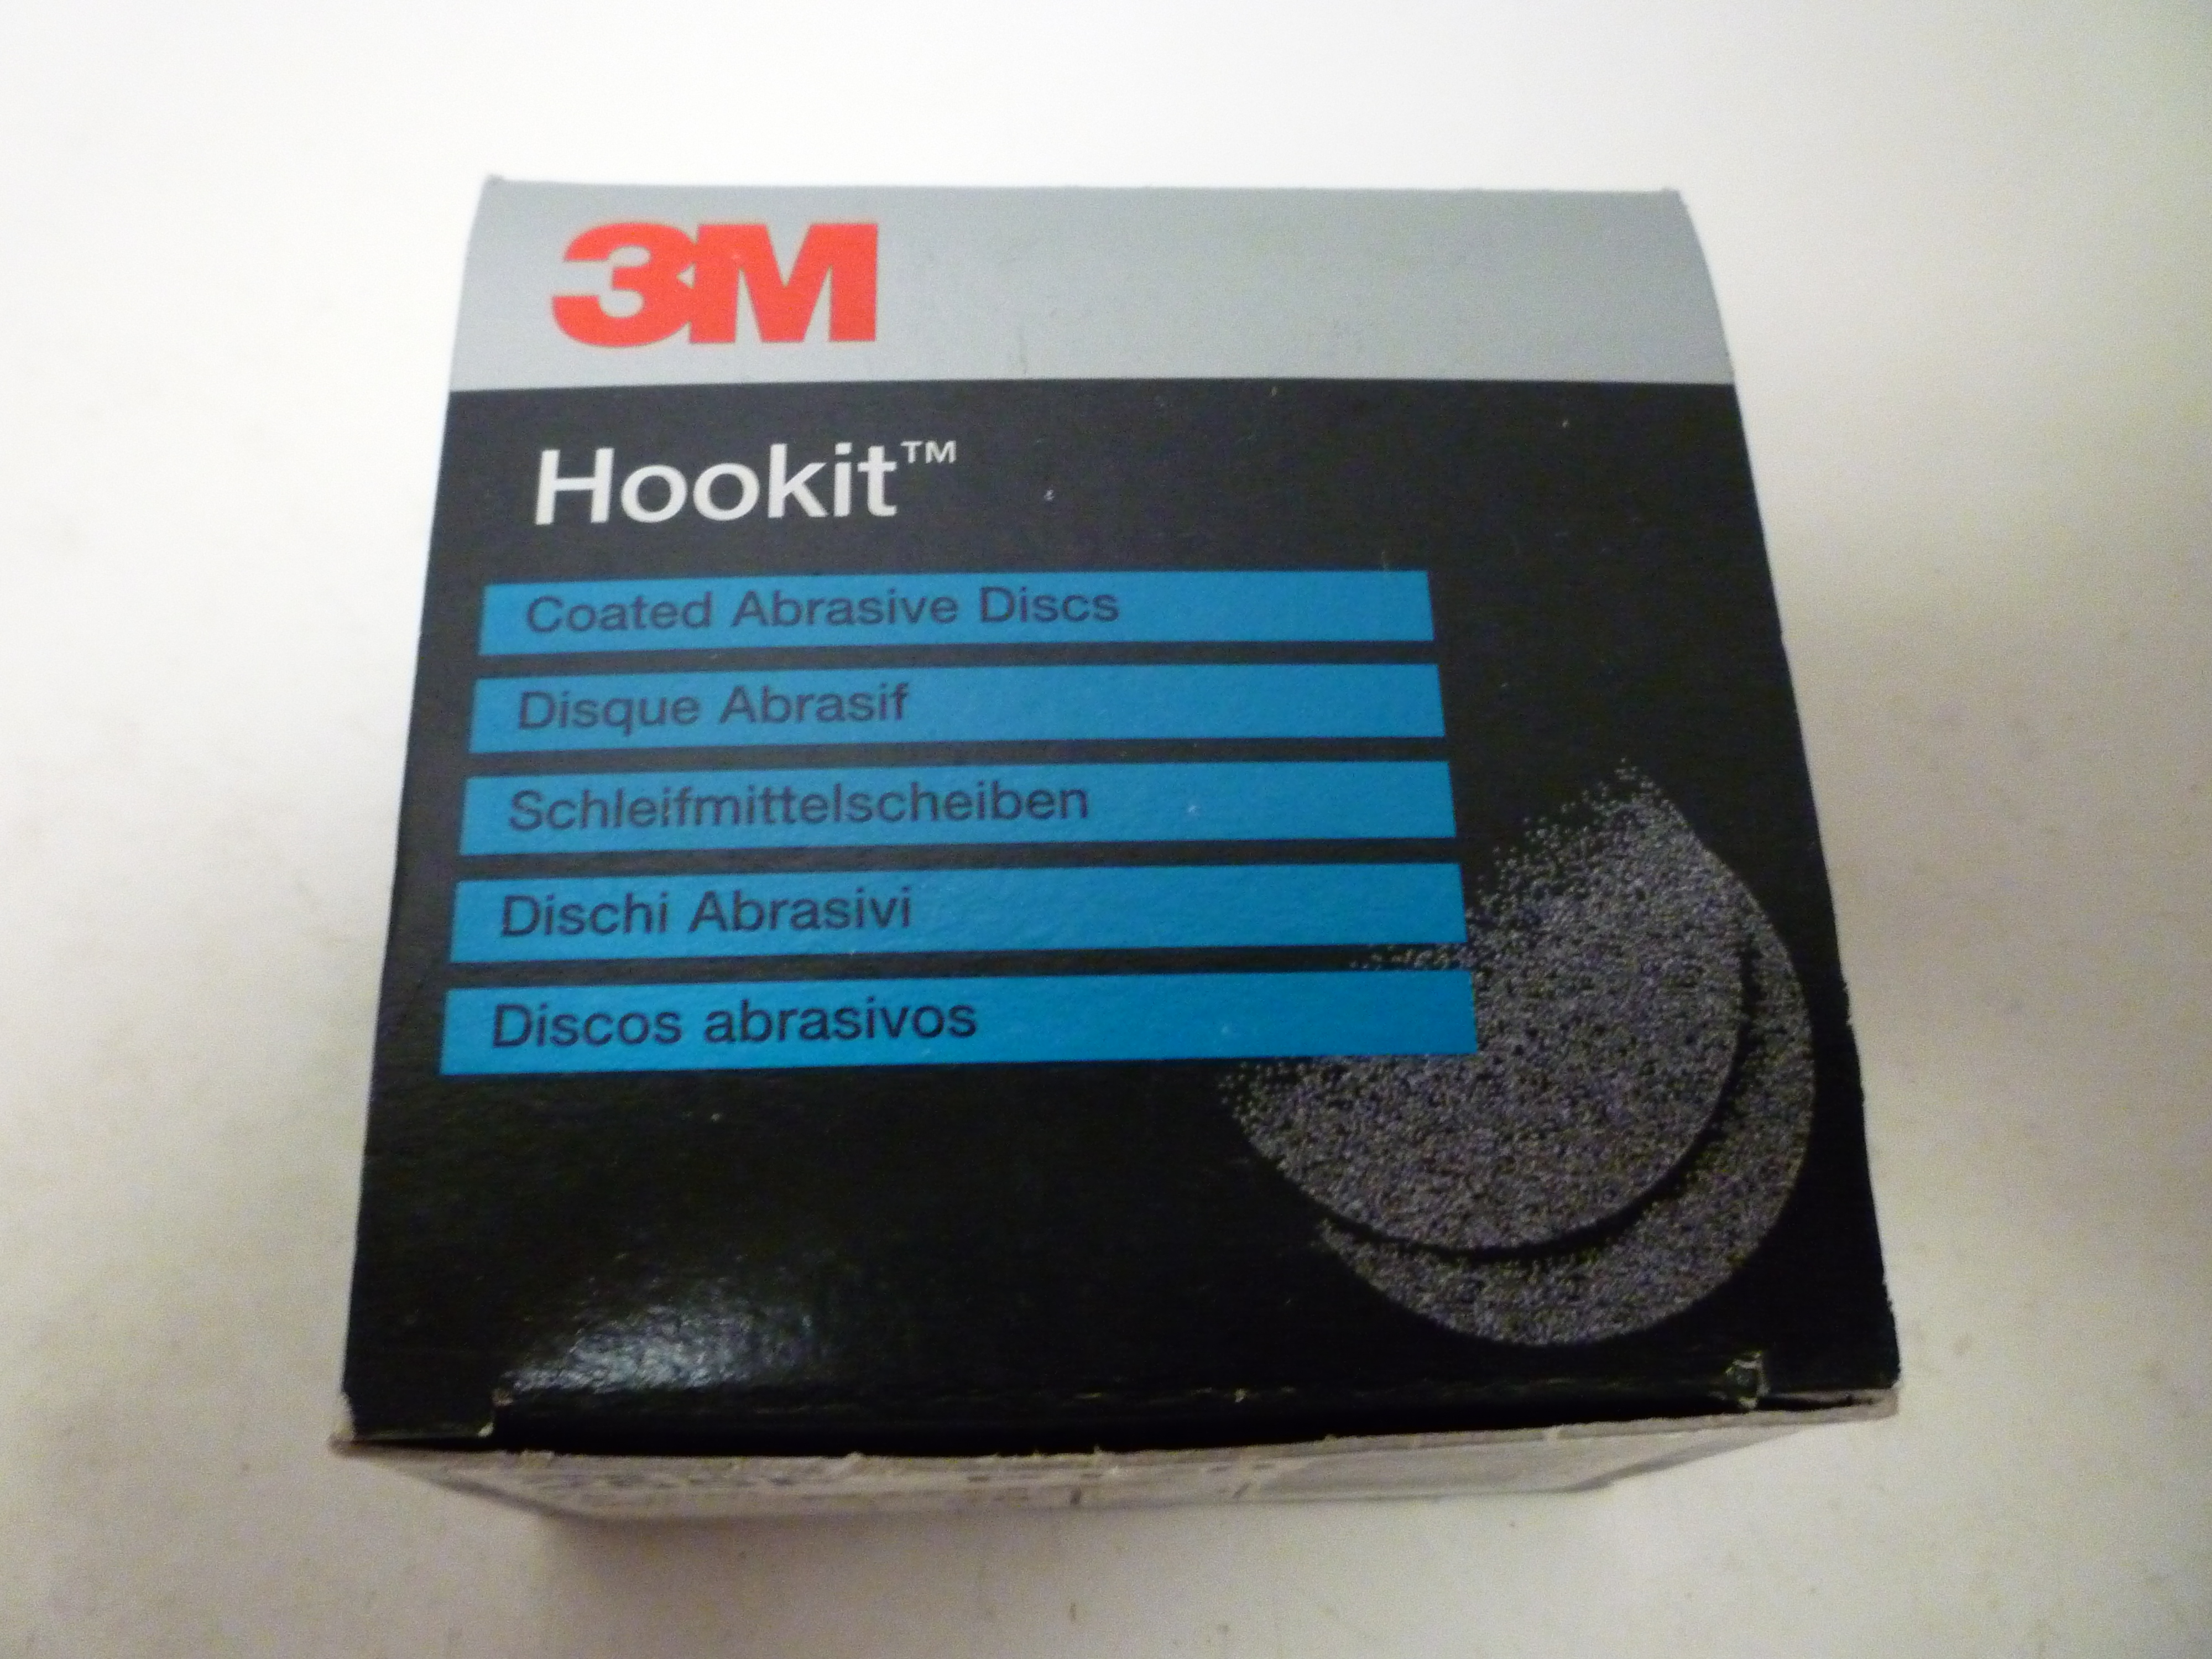 3M
Hookit™
Coated Abrasive Discs
Disque Abrasif
Schleifmittelscheiben
Dischi Abrasivi
Discos abrasivos